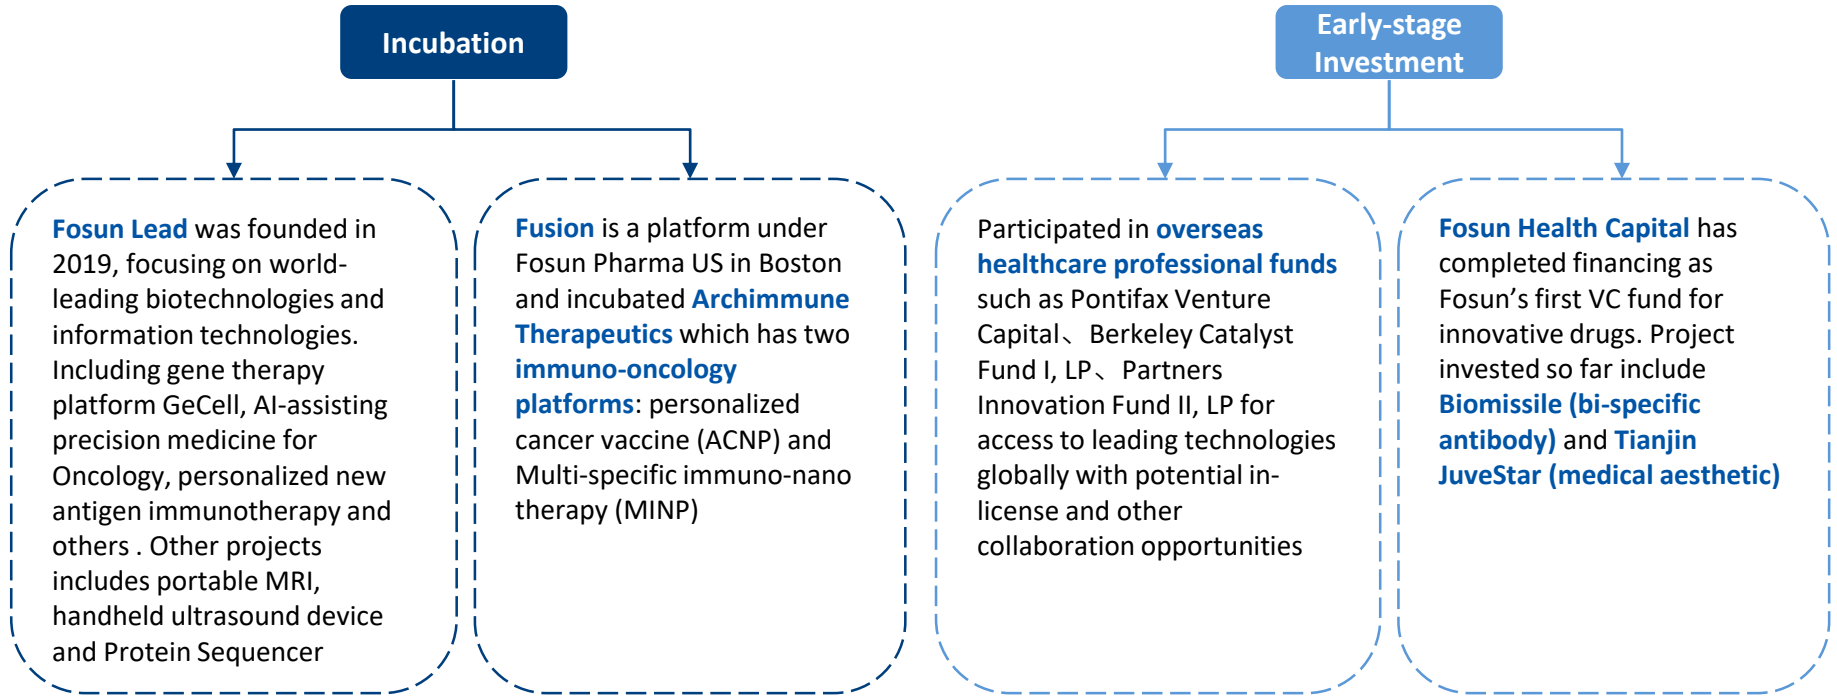 Incubation
Early-stage
Investment
Fosun Lead was founded in
2019, focusing on world-
leading biotechnologies and
information technologies.
Including gene therapy
platform GeCell, AI-assisting
precision medicine for
Oncology, personalized new
antigen immunotherapy and
others . Other projects
includes portable MRI,
handheld ultrasound device
and Protein Sequencer
Fusion is a platform under
Fosun Pharma US in Boston
and incubated Archimmune
Therapeutics which has two
immuno-oncology
platforms: personalized
cancer vaccine (ACNP) and
Multi-specific immuno-nano
therapy (MINP)
Participated in overseas
healthcare professional funds
such as Pontifax Venture
Capital、Berkeley Catalyst
Fund I, LP、Partners
Innovation Fund II, LP for
access to leading technologies
globally with potential in-
license and other
collaboration opportunities
Fosun Health Capital has
completed financing as
Fosun’s first VC fund for
innovative drugs. Project
invested so far include
Biomissile (bi-specific
antibody) and Tianjin
JuveStar (medical aesthetic)